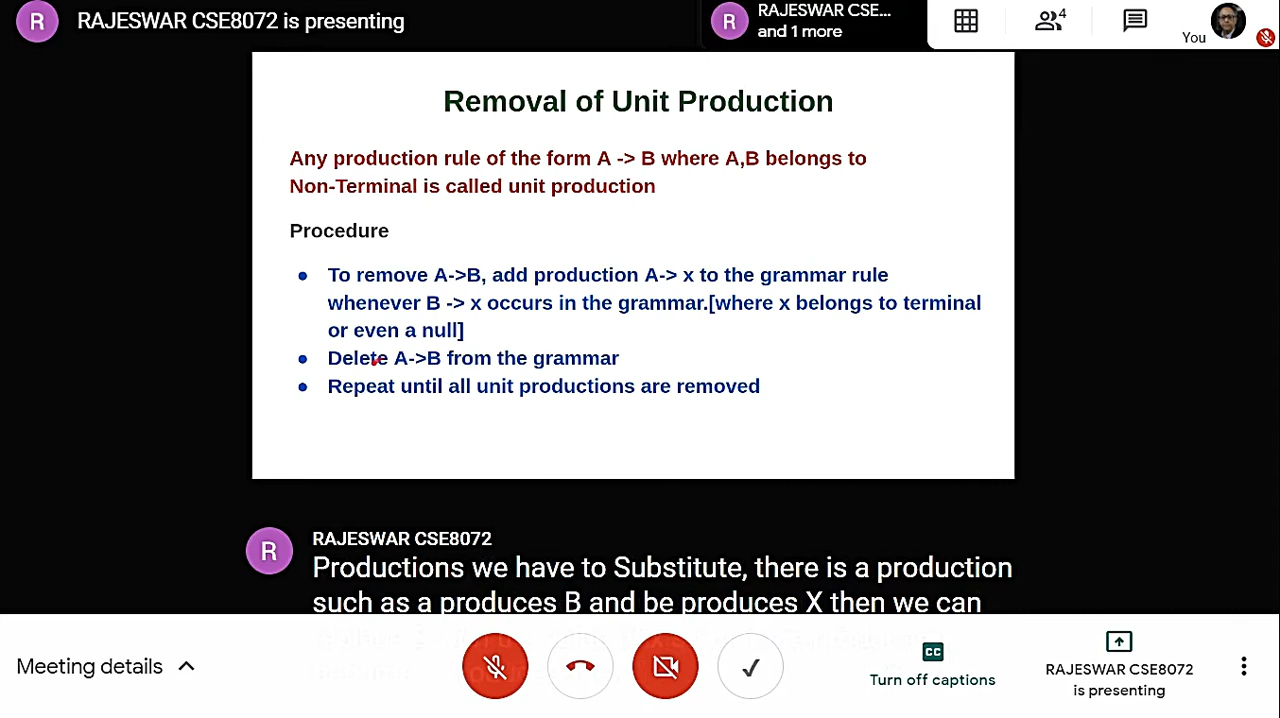 R
RAJESWAR CSE8072 is presenting
R
RAJESWAR CSE...
and 1 more
4
You
Removal of Unit Production
Any production rule of the form A -> B where A,B belongs to
Non-Terminal is called unit production
Procedure
● To remove A->B, add production A-> x to the grammar rule
whenever B -> x occurs in the grammar.[where x belongs to terminal
or even a null]
● Delete A->B from the grammar
● Repeat until all unit productions are removed
R
RAJESWAR CSE8072
Productions we have to Substitute, there is a production
such as a produces B and be produces X then we can
Meeting details
CC
Turn off captions
RAJESWAR CSE8072
is presenting